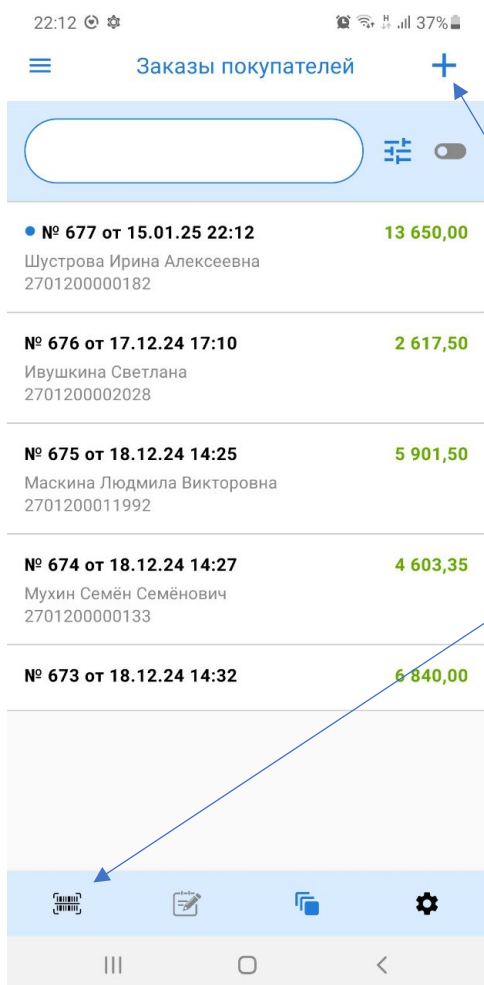 22:12 37%
Заказы покупателей
№ 677 от 15.01.25 22:12 13 650,00
Шустрова Ирина Алексеевна
2701200000182
№ 676 от 17.12.24 17:10 2 617,50
Ивушкина Светлана
2701200002028
№ 675 от 18.12.24 14:25 5 901,50
Маскина Людмила Викторовна
2701200011992
№ 674 от 18.12.24 14:27 4 603,35
Мухин Семён Семёнович
2701200000133
№ 673 от 18.12.24 14:32 6 840,00